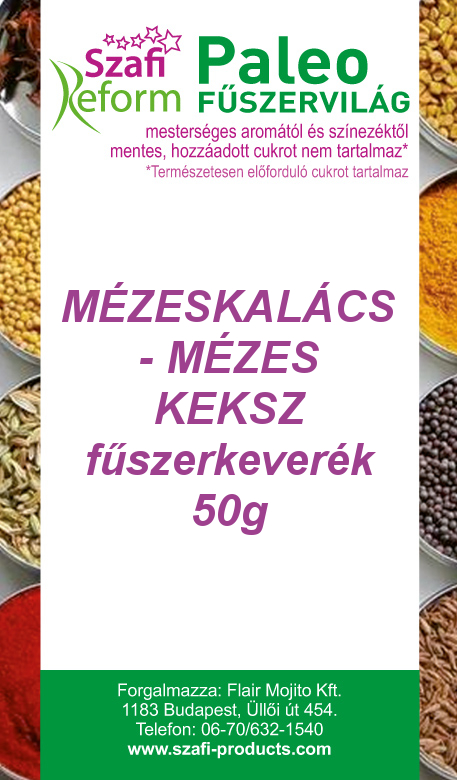 Szafi
Reform
Paleo
FŰSZERVILÁG
mesterséges aromától és színezéktől
mentes, hozzáadott cukrot nem tartalmaz*
*Természetesen előforduló cukrot tartalmaz
MÉZESKALÁCS
- MÉZES
KEKSZ
fűszerkeverék
50g
Forgalmazza: Flair Mojito Kft.
1183 Budapest, Üllői út 454.
Telefon: 06-70/632-1540
www.szafi-products.com